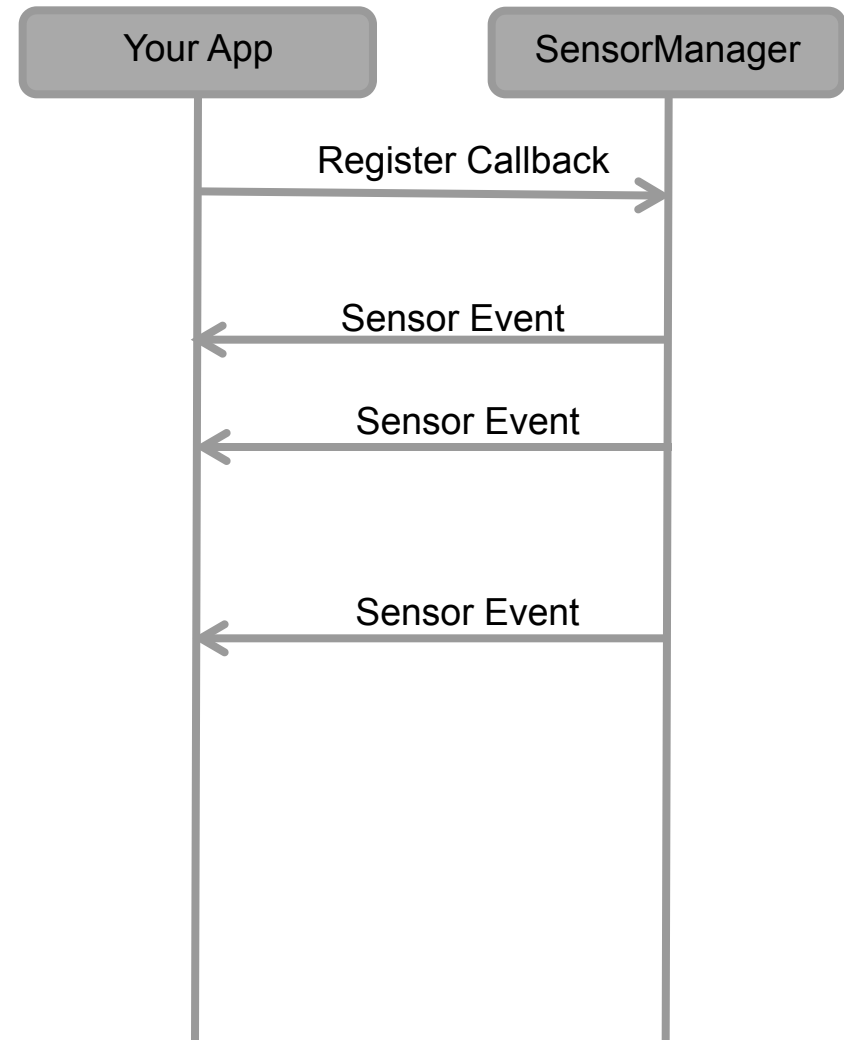 Your App
SensorManager
Register Callback
Sensor Event
Sensor Event
Sensor Event